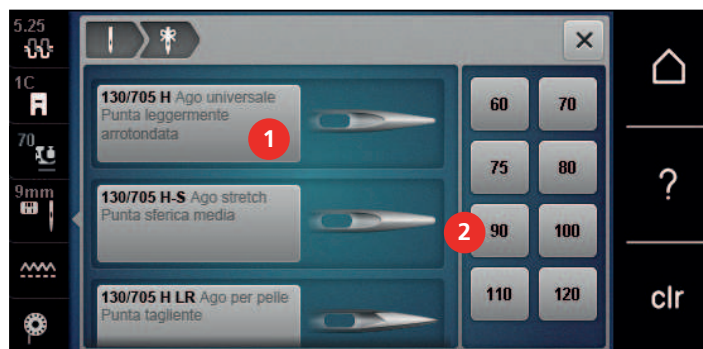 5.25
1C
70
9mm
130/705 H Ago universale
Punta leggermente
arrotondata
1
130/705 H-S Ago stretch
Punta sferica media
2
130/705 H LR Ago per pelle
Punta tagliente
60 70
75 80
90 100
110 120
?
clr